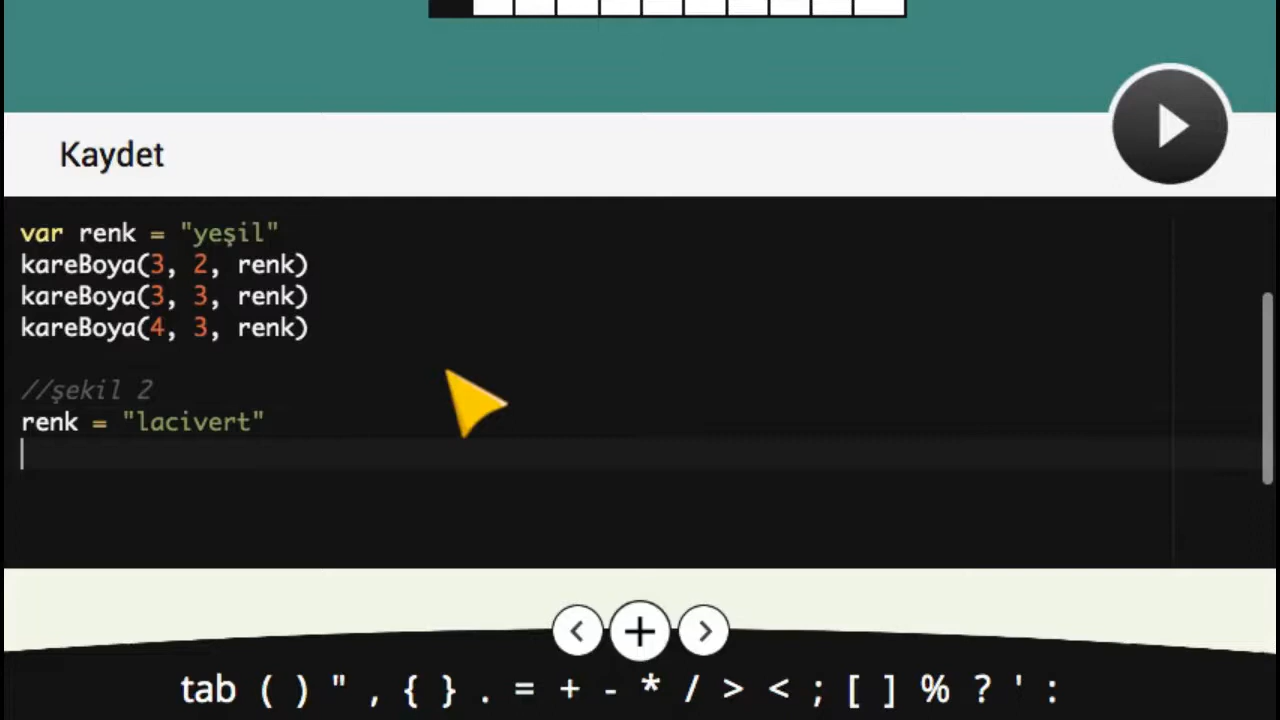 Kaydet
var renk = "yeşil"
kareBoya(3, 2, renk)
kareBoya(3, 3, renk)
kareBoya(4, 3, renk)
//şekil 2
renk = "lacivert"
tab ( ) " , { } . = + - * / > < ; [ ] % ? ' :